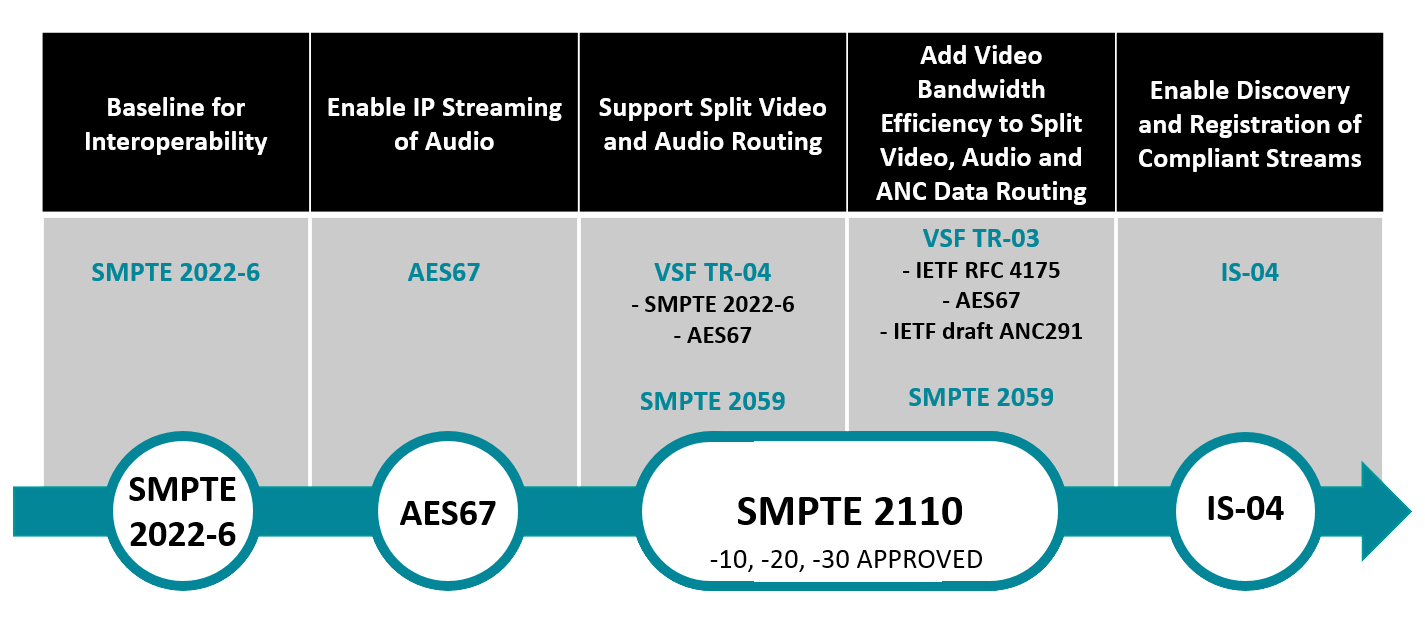 Baseline for
Interoperability
Enable IP Streaming
of Audio
Support Split Video
and Audio Routing
Add Video
Bandwidth
Efficiency to Split
Video, Audio and
ANC Data Routing
Enable Discovery
and Registration of
Compliant Streams
SMPTE 2022-6
AES67
VSF TR-04
- SMPTE 2022-6
- AES67
SMPTE 2059
VSF TR-03
- IETF RFC 4175
- AES67
- IETF draft ANC291
SMPTE 2059
IS-04
SMPTE
2022-6
AES67
SMPTE 2110
-10, -20, -30 APPROVED
IS-04